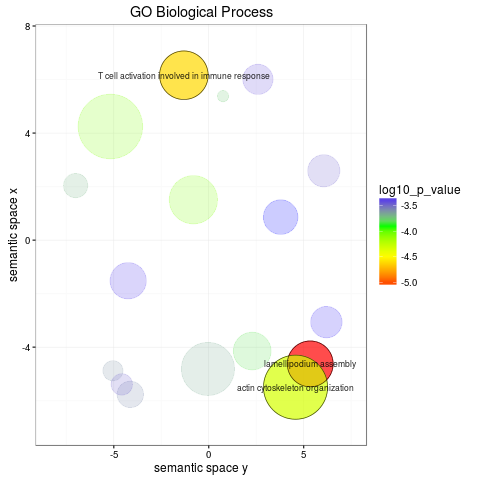 GO Biological Process
8
T cell activation involved in immune response
4
0
-4
lamellipodium assembly
actin cytoskeleton organization
-5
0
5
semantic space y
semantic space x
log10_p_value
-3.5
-4.0
-4.5
-5.0